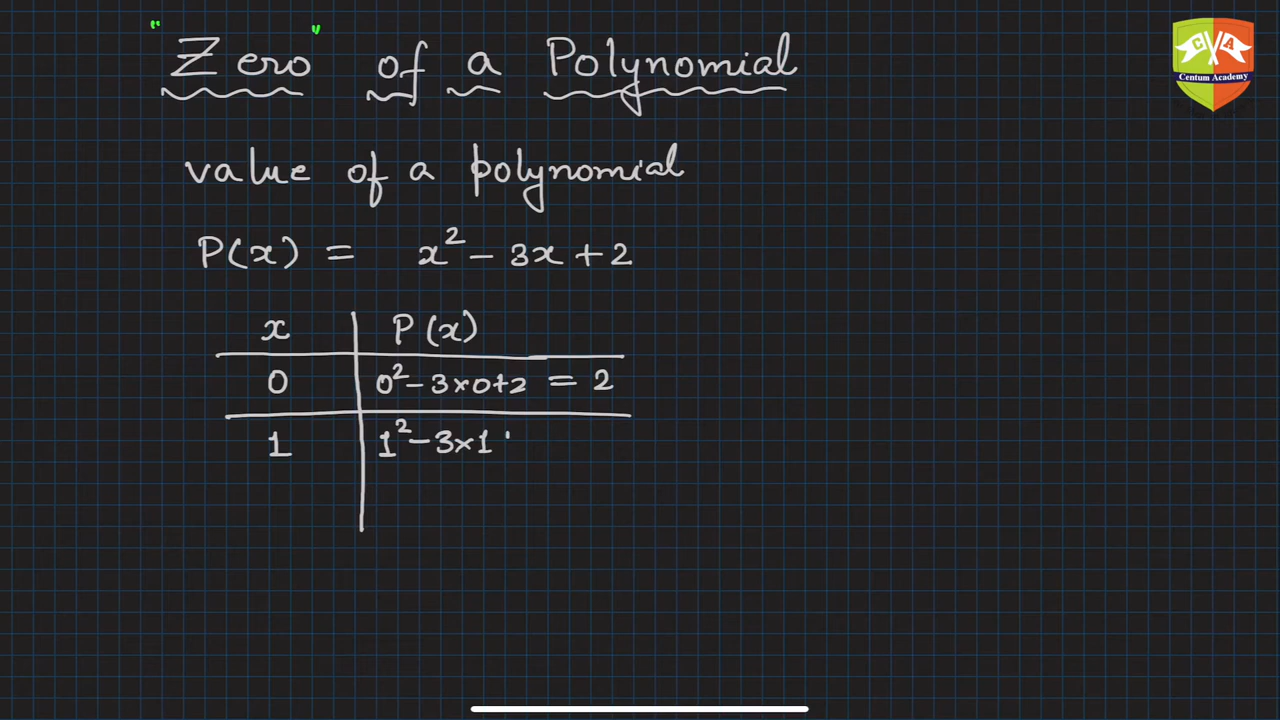 "Zero" of a Polynomial
CA
Centum Academy
value of a polynomial
P(x) = x² - 3x + 2
x P(x)
0 0² - 3×0+2 = 2
1 1² - 3×1